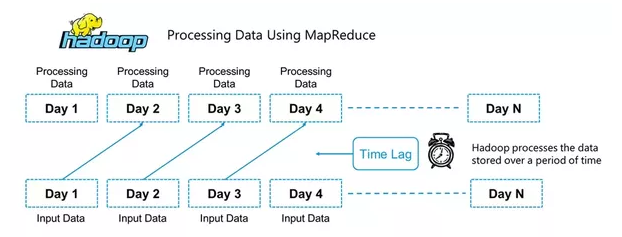 hadoop
Processing Data Using MapReduce
Processing Data
Processing Data
Processing Data
Processing Data
Day 1
Day 2
Day 3
Day 4
Day N
Time Lag
Hadoop processes the data
stored over a period of time
Day 1
Day 2
Day 3
Day 4
Day N
Input Data
Input Data
Input Data
Input Data